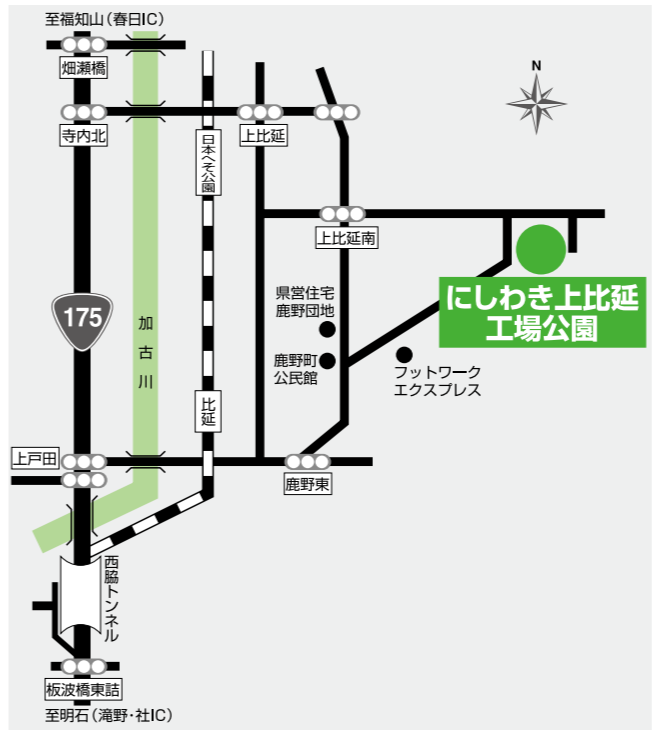 至福知山（春日IC）
畑瀬橋
N
寺内北
日本へそ公園
上比延
上比延南
にしわき上比延
工場公園
県営住宅
鹿野団地
175
加古川
鹿野町
公民館
フットワーク
エクスプレス
比延
上戸田
鹿野東
西脇トンネル
板波橋東詰
至明石（滝野・社IC）